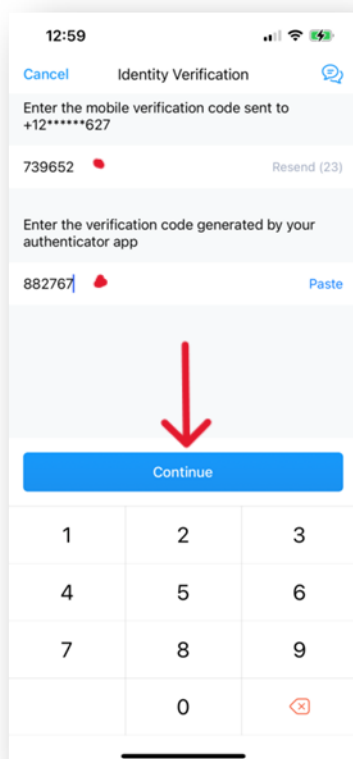 12:59
Cancel Identity Verification
Enter the mobile verification code sent to
+12******627
739652 Resend (23)
Enter the verification code generated by your
authenticator app
882767 Paste
Continue
1 2 3
4 5 6
7 8 9
0